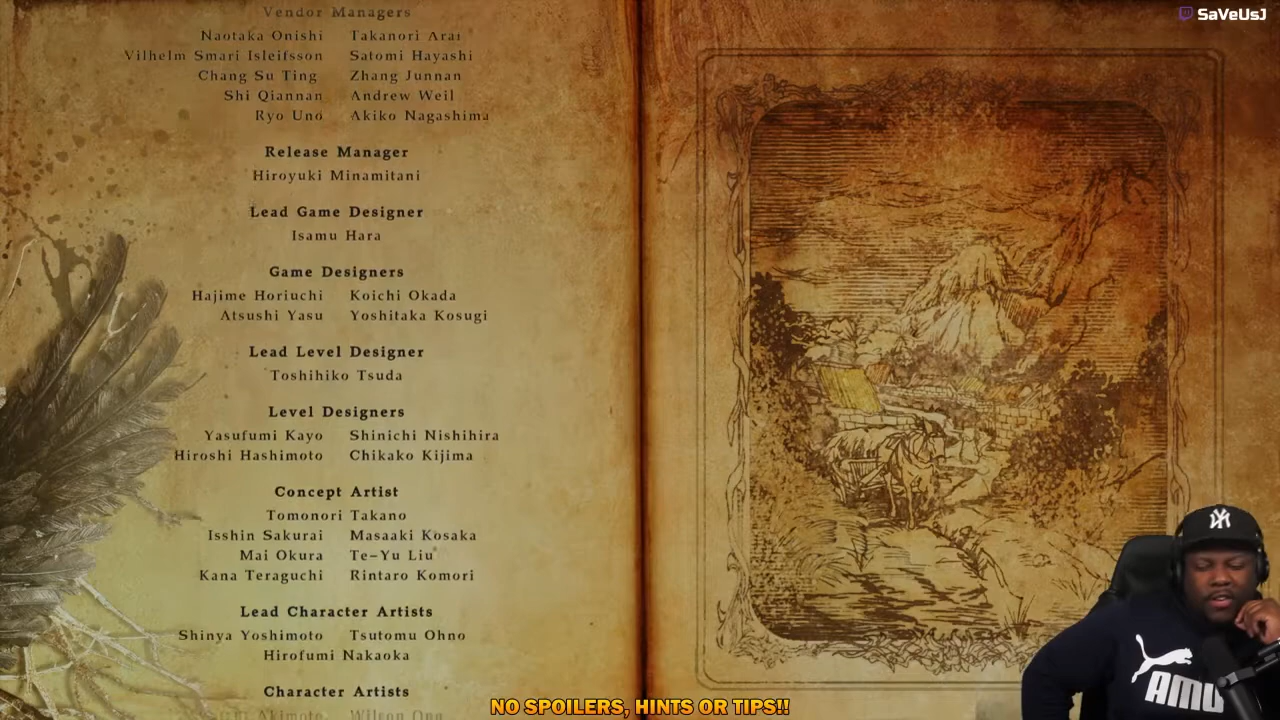 SaVeUsJ
Vendor Managers
Naotaka Onishi Takanori Arai
Vilhelm Smari Isleifsson Satomi Hayashi
Chang Su Ting Zhang Junnan
Shi Qiannan Andrew Weil
Ryo Uno Akiko Nagashima
Release Manager
Hiroyuki Minamitani
Lead Game Designer
Isamu Hara
Game Designers
Hajime Horiuchi Koichi Okada
Atsushi Yasu Yoshitaka Kosugi
Lead Level Designer
Toshihiko Tsuda
Level Designers
Yasufumi Kayo Shinichi Nishihira
Hiroshi Hashimoto Chikako Kijima
Concept Artist
Tomonori Takano
Isshin Sakurai Masaaki Kosaka
Mai Okura Te-Yu Liu
Kana Teraguchi Rintaro Komori
Lead Character Artists
Shinya Yoshimoto Tsutomu Ohno
Hirofumi Nakaoka
Character Artists
Akimoto Wilson
NO SPOILERS, HINTS OR TIPS!!